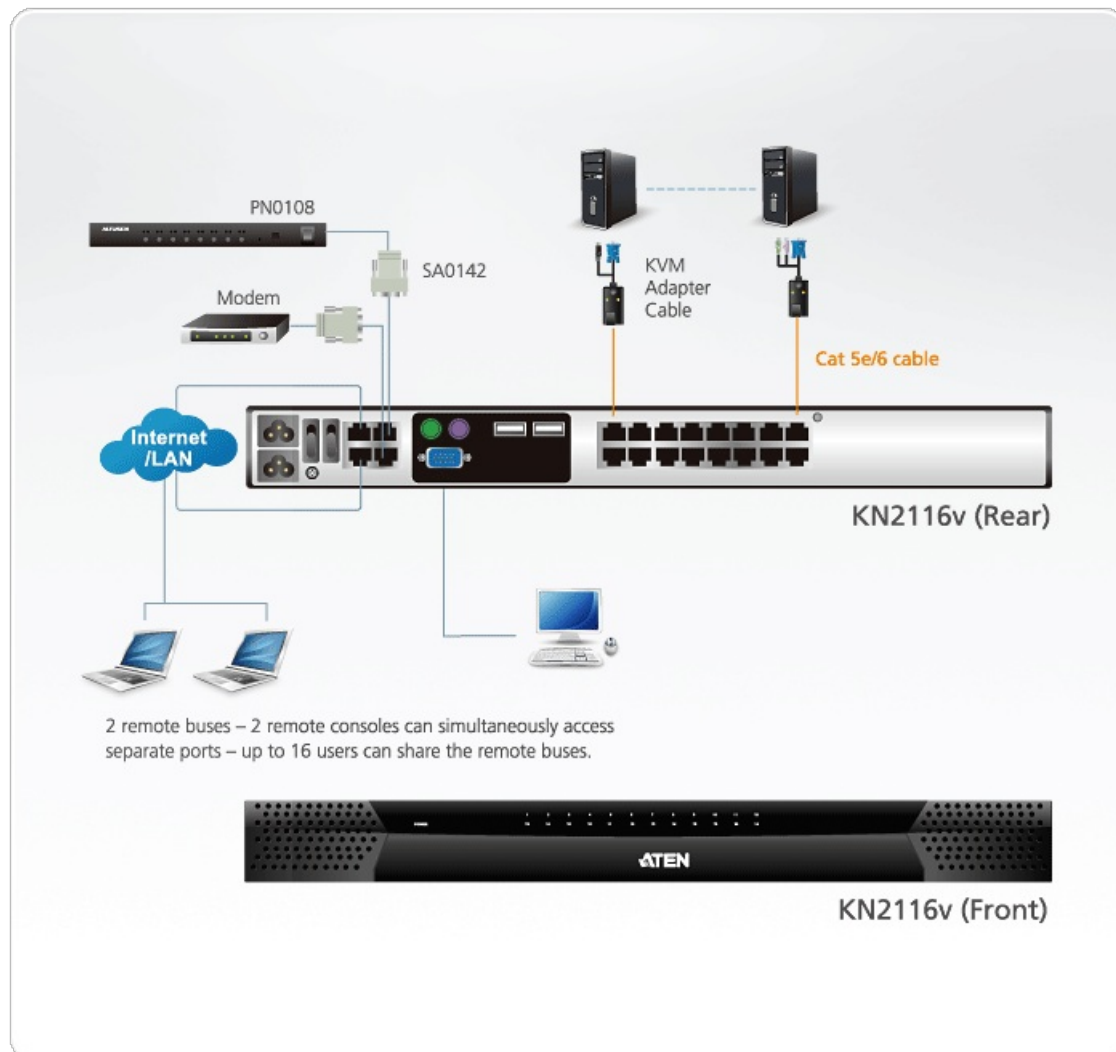 PN0108
SA0142
Modem
KVM
Adapter
Cable
Cat 5e/6 cable
Internet
/LAN
KN2116v (Rear)
2 remote buses – 2 remote consoles can simultaneously access
separate ports – up to 16 users can share the remote buses.
ATEN
KN2116v (Front)